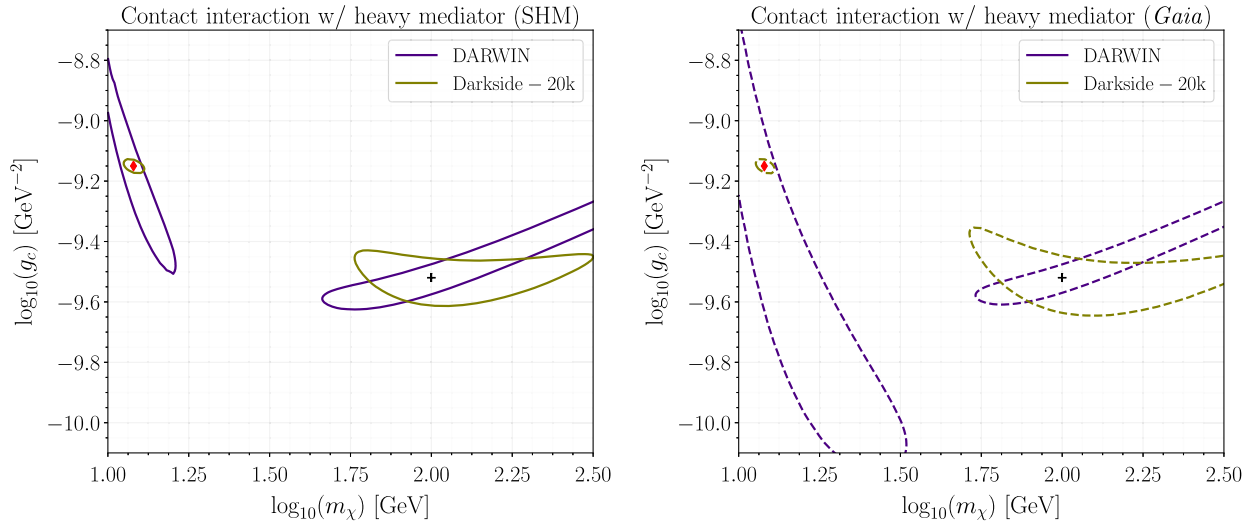 Contact interaction w/ heavy mediator (SHM)
DARWIN
Darkside − 20k
−8.8
−9.0
−9.2
−9.4
−9.6
−9.8
−10.0
log₁₀(g_c) [GeV⁻²]
1.00 1.25 1.50 1.75 2.00 2.25 2.50
log₁₀(m_χ) [GeV]
Contact interaction w/ heavy mediator (Gaia)
DARWIN
Darkside − 20k
−8.8
−9.0
−9.2
−9.4
−9.6
−9.8
−10.0
log₁₀(g_c) [GeV⁻²]
1.00 1.25 1.50 1.75 2.00 2.25 2.50
log₁₀(m_χ) [GeV]